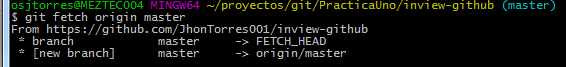 osjtorres@MEZTEC004 MINGW64 ~/proyectos/git/PracticaUno/inview-github (master)
$ git fetch origin master
From https://github.com/JhonTorres001/inview-github
 * branch            master     -> FETCH_HEAD
 * [new branch]      master     -> origin/master